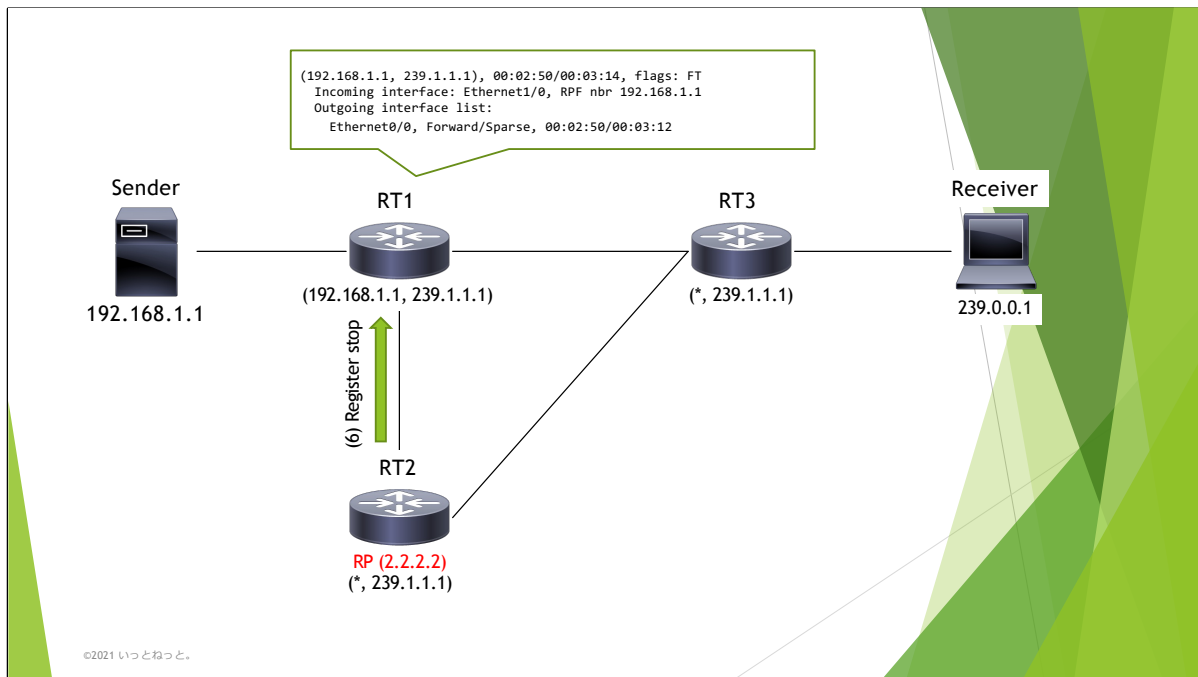 (192.168.1.1, 239.1.1.1), 00:02:50/00:03:14, flags: FT
Incoming interface: Ethernet1/0, RPF nbr 192.168.1.1
Outgoing interface list:
Ethernet0/0, Forward/Sparse, 00:02:50/00:03:12
Sender
RT1
RT3
Receiver
192.168.1.1
(192.168.1.1, 239.1.1.1)
(*, 239.1.1.1)
239.0.0.1
(6) Register stop
RT2
RP (2.2.2.2)
(*, 239.1.1.1)
©2021 いっとねっと。